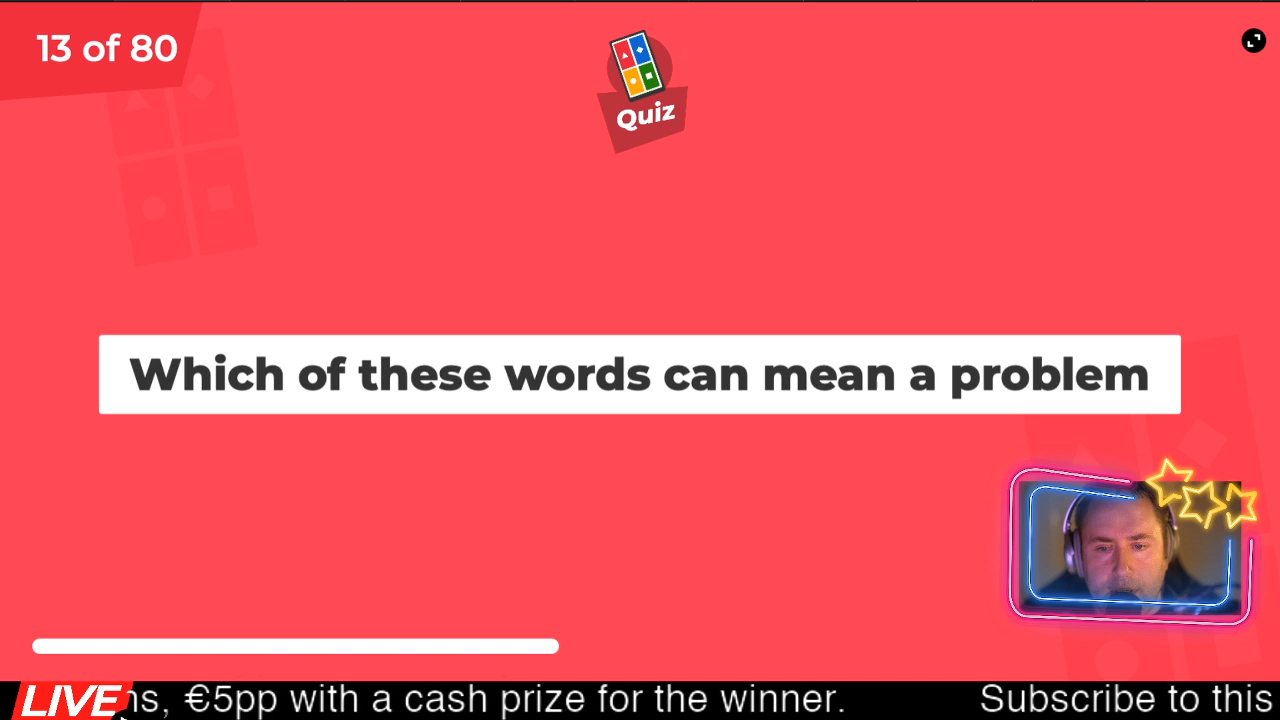 13 of 80
Quiz
Which of these words can mean a problem
LIVE
ns, €5pp with a cash prize for the winner. Subscribe to this